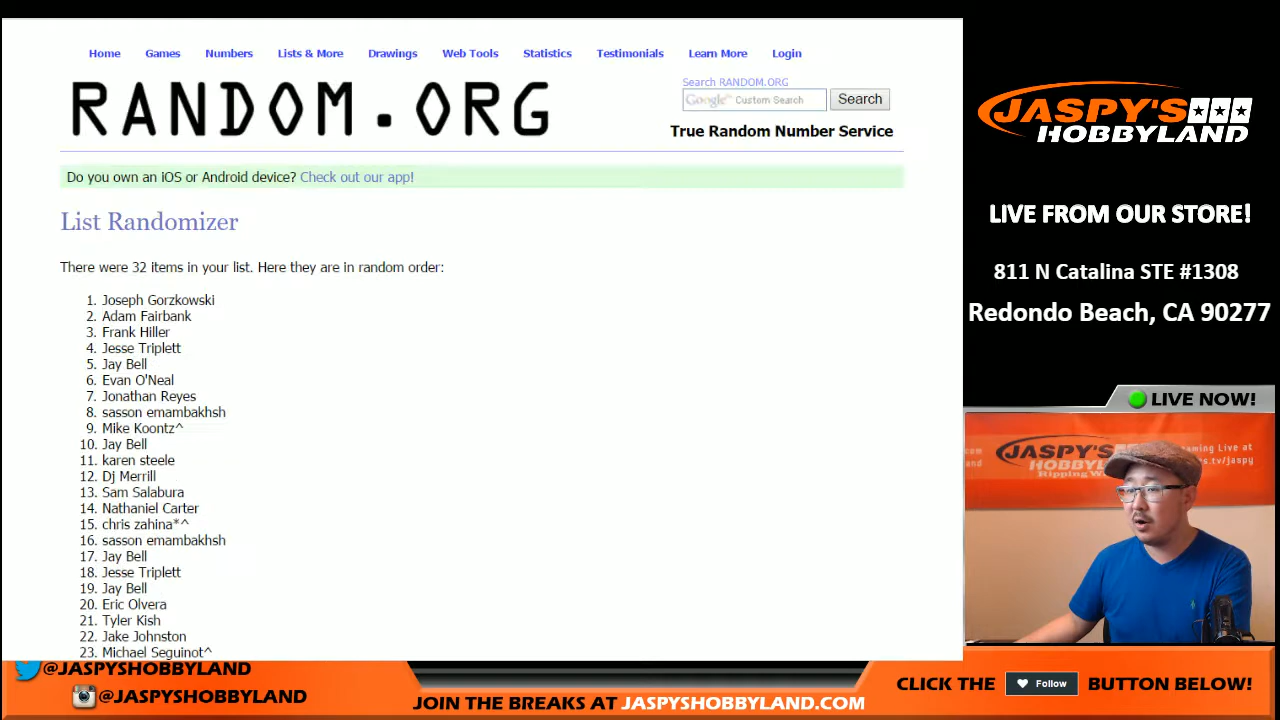 Home Games Numbers Lists & More Drawings Web Tools Statistics Testimonials Learn More Login
RANDOM.ORG
Search RANDOM.ORG
Google™ Custom Search Search
True Random Number Service
Do you own an iOS or Android device? Check out our app!
List Randomizer
There were 32 items in your list. Here they are in random order:
1. Joseph Gorzkowski
2. Adam Fairbank
3. Frank Hiller
4. Jesse Triplett
5. Jay Bell
6. Evan O'Neal
7. Jonathan Reyes
8. sasson emambakhsh
9. Mike Koontz^
10. Jay Bell
11. karen steele
12. Dj Merrill
13. Sam Salabura
14. Nathaniel Carter
15. chris zahina*^
16. sasson emambakhsh
17. Jay Bell
18. Jesse Triplett
19. Jay Bell
20. Eric Olvera
21. Tyler Kish
22. Jake Johnston
23. Michael Seguinot^
JASPY'S
HOBBYLAND
LIVE FROM OUR STORE!
811 N Catalina STE #1308
Redondo Beach, CA 90277
LIVE NOW!
JASPY'S
HOBBYLAND
Live at
s.tv/jaspy
@JASPYSHOBBYLAND
@JASPYSHOBBYLAND
JOIN THE BREAKS AT JASPYSHOBBYLAND.COM
CLICK THE Follow BUTTON BELOW!